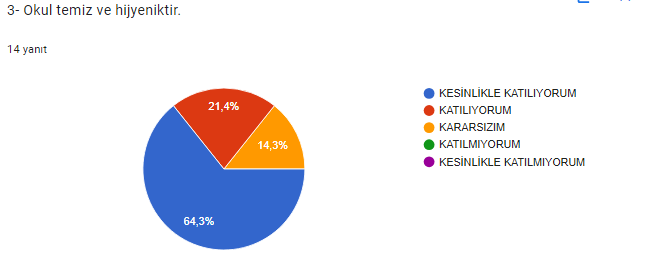 3- Okul temiz ve hijyeniktir.
14 yanıt
21,4%
14,3%
64,3%
KESİNLİKLE KATILIYORUM
KATILIYORUM
KARARSIZIM
KATILMIYORUM
KESİNLİKLE KATILMIYORUM